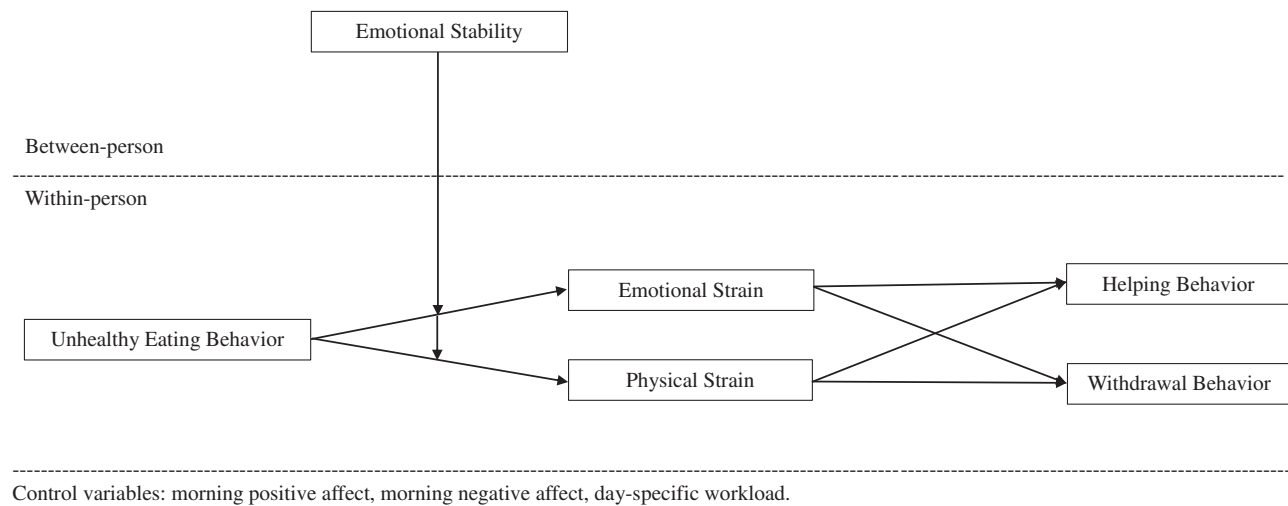 Emotional Stability
Between-person
Within-person
Emotional Strain
Helping Behavior
Unhealthy Eating Behavior
Physical Strain
Withdrawal Behavior
Control variables: morning positive affect, morning negative affect, day-specific workload.